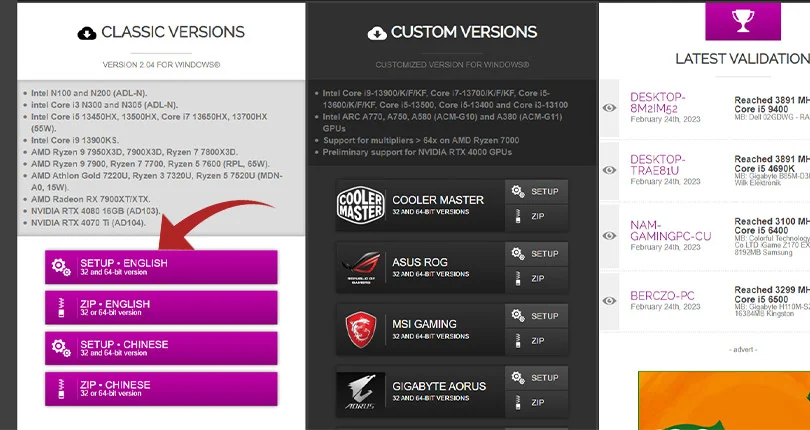 CLASSIC VERSIONS
VERSION 2.04 FOR WINDOWS®
Intel N100 and N200 (ADL-N).
intel Core i3 N300 and N305 (ADL-N).
Intel Core i5 13450HX, 13500HX, Core i7 13650HX, 13700HX
(55W).
Intel Core i9 13900KS.
AMD Ryzen 9 7950X3D, 7900X3D, Ryzen 7 7800X3D.
AMD Ryzen 9 7900, Ryzen 7 7700, Ryzen 5 7600 (RPL, 65W).
AMD Athlon Gold 7220U, Ryzen 3 7320U, Ryzen 5 7520U (MDN-
A0, 15W).
AMD Radeon RX 7900XT/XTX.
NVIDIA RTX 4080 16GB (AD103).
NVIDIA RTX 4070 Ti (AD104).
SETUP • ENGLISH
32 and 64-bit version
ZIP • ENGLISH
32 or 64-bit version
SETUP • CHINESE
32 and 64-bit version
ZIP • CHINESE
32 or 64-bit version
CUSTOM VERSIONS
CUSTOMIZED VERSION FOR WINDOWS®
Intel Core i9-13900/K/F/KF, Core i7-13700/K/F/KF, Core i5-
13600/K/F/KF, Core i5-13500, Core i5-13400 and Core i3-13100
Intel ARC A770, A750, A580 (ACM-G10) and A380 (ACM-G11)
GPUs
Support for multipliers > 64x on AMD Ryzen 7000
Preliminary support for NVIDIA RTX 4000 GPUs
COOLER MASTER
COOLER MASTER
32 AND 64-BIT VERSIONS
SETUP
ZIP
REPUBLIC OF GAMERS
ASUS ROG
32 AND 64-BIT VERSIONS
SETUP
ZIP
MSI GAMING
32 AND 64-BIT VERSIONS
SETUP
ZIP
AORUS
GIGABYTE AORUS
32 AND 64-BIT VERSIONS
SETUP
ZIP
LATEST VALIDATION
DESKTOP-
8M2IM52
February 24th, 2023
Reached 3891 MH
Core i5 9400
MB: Dell 02GDWG - RA
DESKTOP-
TRAE81U
February 24th, 2023
Reached 3891 MH
Core i5 4690K
MB: Gigabyte B85M-D3
Wilk Elektronik
NAM-
GAMINGPC-CU
February 24th, 2023
Reached 3100 MH
Core i5 6400
MB: Colorful Technology
Co.LTD iGame Z170 EX
8192MB Samsung
BERCZO-PC
February 24th, 2023
Reached 3299 MH
Core i5 6500
MB: Gigabyte H110M-S2
16384MB Kingston
- advert -